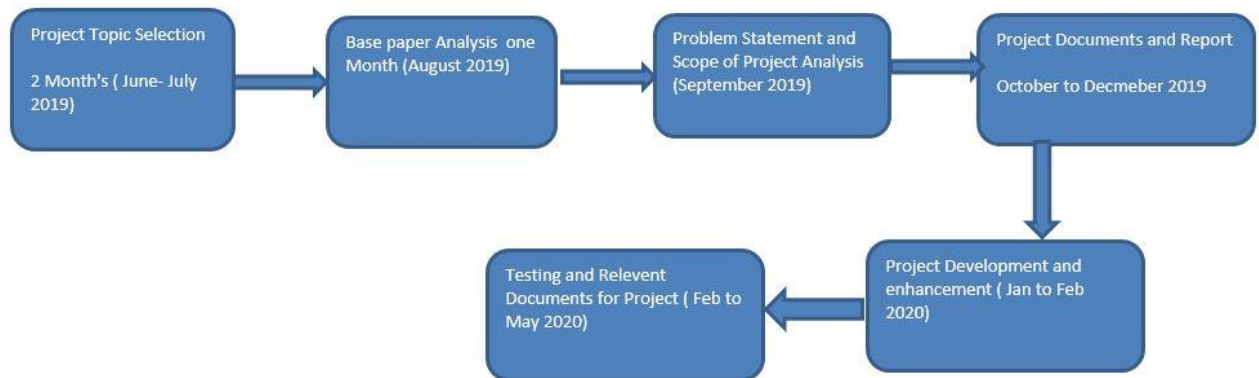 Project Topic Selection
2 Month's ( June- July
2019)
Base paper Analysis  one
Month (August 2019)
Problem Statement and
Scope of Project Analysis
(September 2019)
Project Documents and Report
October to Decmeber 2019
Project Development and
enhancement ( Jan to Feb
2020)
Testing and Relevent
Documents for Project ( Feb to
May 2020)